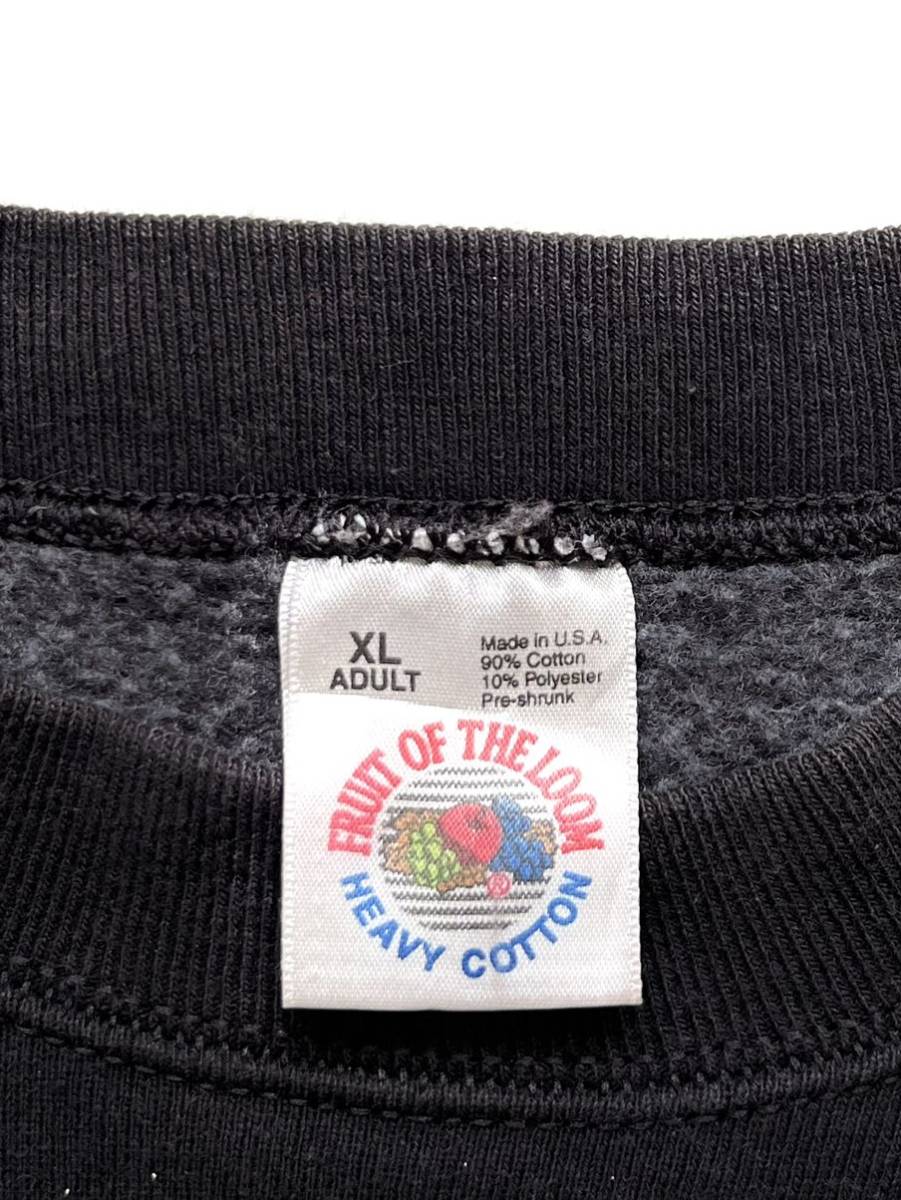 XL
ADULT
Made in U.S.A.
90% Cotton
10% Polyester
Pre-shrunk
FRUIT OF THE LOOM
®
HEAVY COTTON